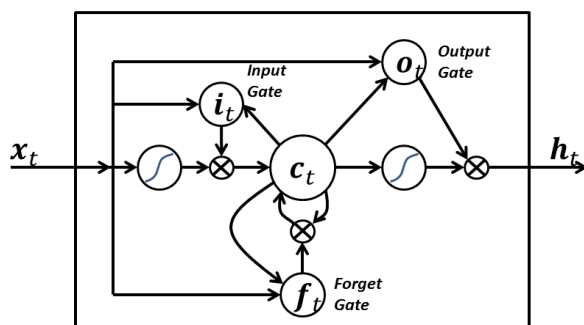 o_t
Output
Gate
Input
Gate
i_t
x_t
c_t
h_t
f_t
Forget
Gate